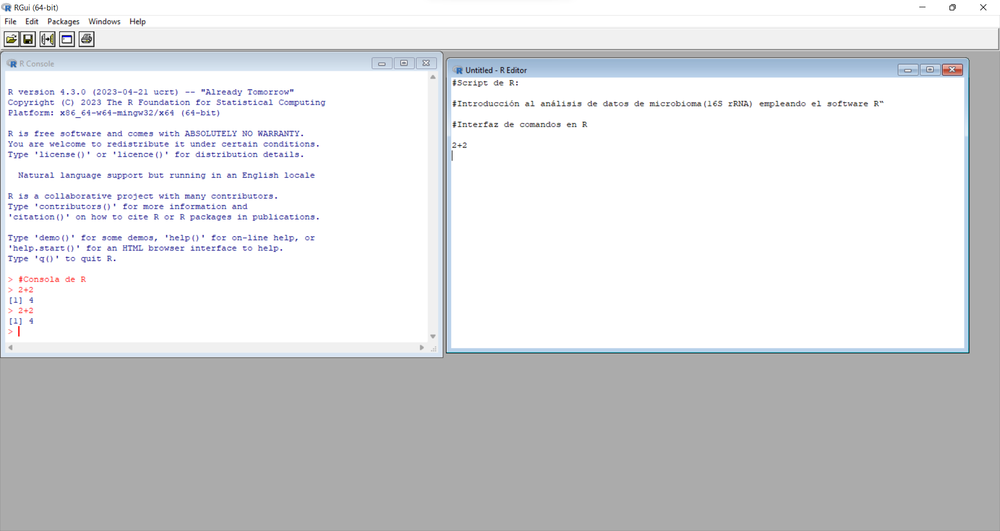 RGui (64-bit)
File Edit Packages Windows Help
R Console
R version 4.3.0 (2023-04-21 ucrt) -- "Already Tomorrow"
Copyright (C) 2023 The R Foundation for Statistical Computing
Platform: x86_64-w64-mingw32/x64 (64-bit)
R is free software and comes with ABSOLUTELY NO WARRANTY.
You are welcome to redistribute it under certain conditions.
Type 'license()' or 'licence()' for distribution details.
Natural language support but running in an English locale
R is a collaborative project with many contributors.
Type 'contributors()' for more information and
'citation()' on how to cite R or R packages in publications.
Type 'demo()' for some demos, 'help()' for on-line help, or
'help.start()' for an HTML browser interface to help.
Type 'q()' to quit R.
> #Consola de R
> 2+2
[1] 4
> 2+2
[1] 4
>
Untitled - R Editor
#Script de R:
#Introducción al análisis de datos de microbioma(16S rRNA) empleando el software R“
#Interfaz de comandos en R
2+2